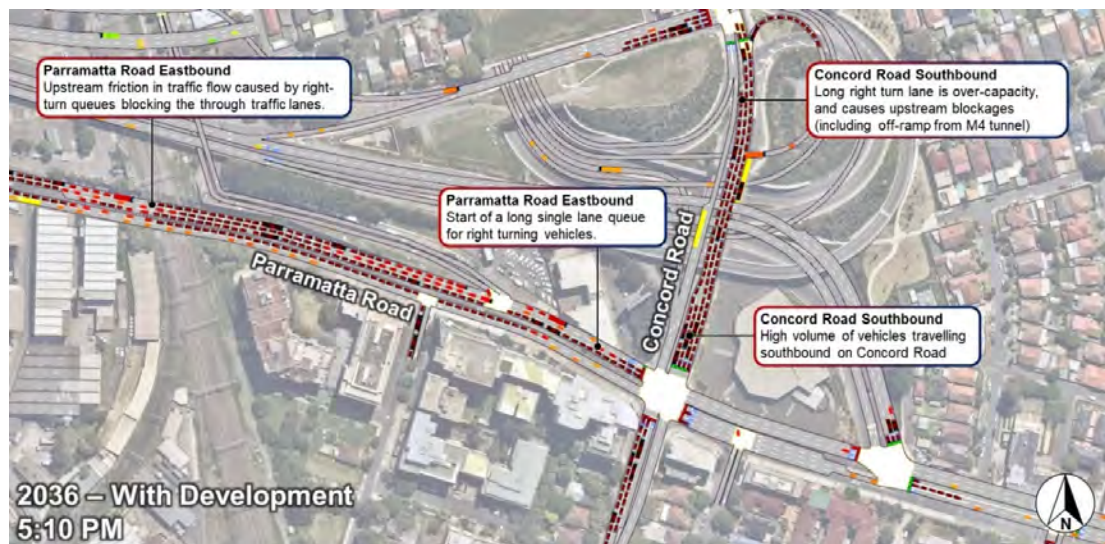 Parramatta Road Eastbound
Upstream friction in traffic flow caused by right-
turn queues blocking the through traffic lanes.
Concord Road Southbound
Long right turn lane is over-capacity,
and causes upstream blockages
(including off-ramp from M4 tunnel)
Parramatta Road Eastbound
Start of a long single lane queue
for right turning vehicles.
Concord Road
Parramatta Road
Concord Road Southbound
High volume of vehicles travelling
southbound on Concord Road
2036 – With Development
5:10 PM
N